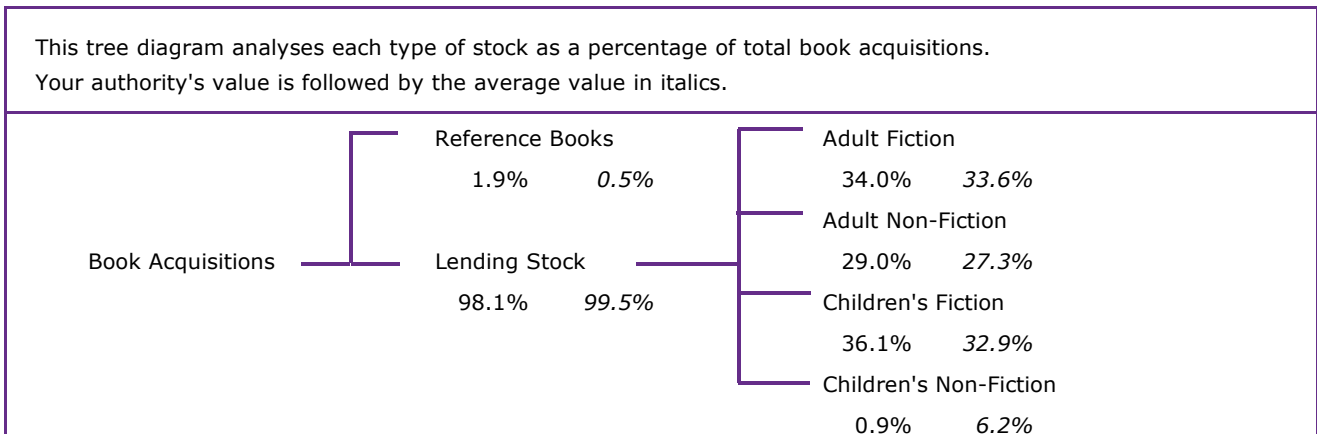 This tree diagram analyses each type of stock as a percentage of total book acquisitions.
Your authority's value is followed by the average value in italics.
Reference Books
1.9% 0.5%
Book Acquisitions
Lending Stock
98.1% 99.5%
Adult Fiction
34.0% 33.6%
Adult Non-Fiction
29.0% 27.3%
Children's Fiction
36.1% 32.9%
Children's Non-Fiction
0.9% 6.2%